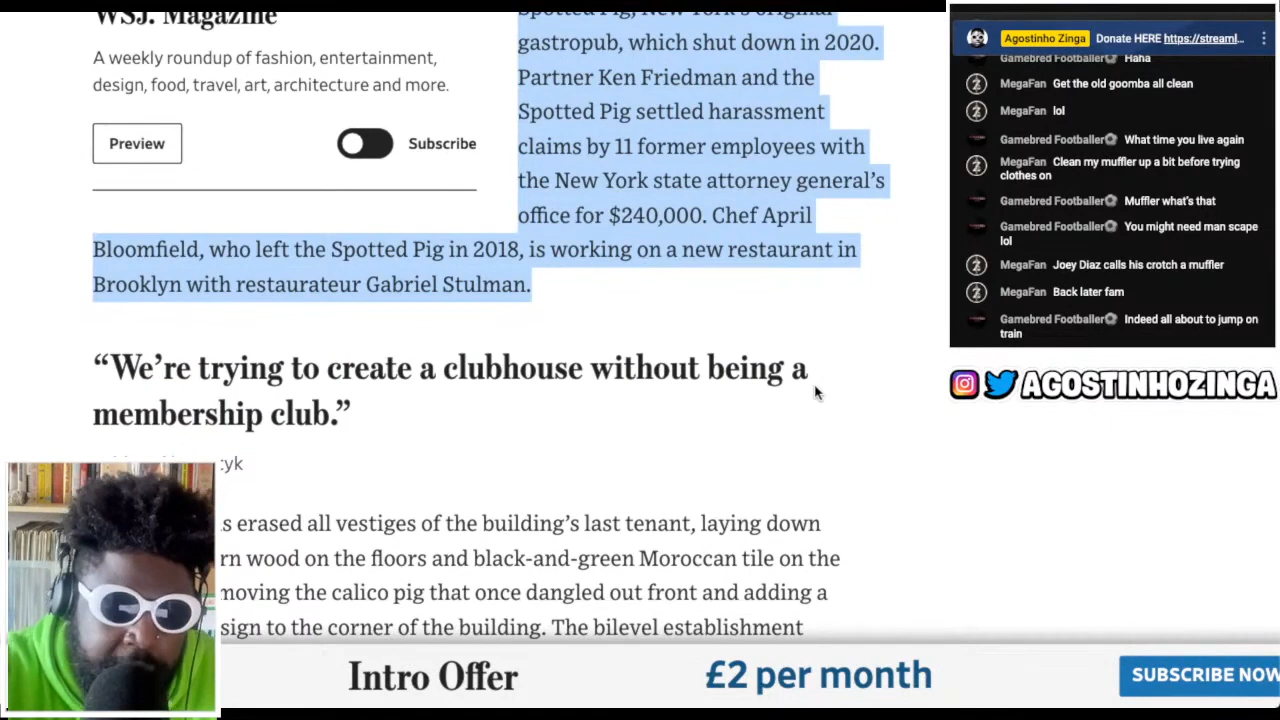 WSJ. Magazine
A weekly roundup of fashion, entertainment,
design, food, travel, art, architecture and more.
Preview
Subscribe
Spotted Pig, New York's original
gastropub, which shut down in 2020.
Partner Ken Friedman and the
Spotted Pig settled harassment
claims by 11 former employees with
the New York state attorney general's
office for $240,000. Chef April
Bloomfield, who left the Spotted Pig in 2018, is working on a new restaurant in
Brooklyn with restaurateur Gabriel Stulman.
“We're trying to create a clubhouse without being a
membership club.”
yk
s erased all vestiges of the building's last tenant, laying down
rn wood on the floors and black-and-green Moroccan tile on the
moving the calico pig that once dangled out front and adding a
sign to the corner of the building. The bilevel establishment
Intro Offer
£2 per month
SUBSCRIBE NOW
Agostinho Zinga Donate HERE https://streaml...
Gamebred Footballer Haha
MegaFan Get the old goomba all clean
MegaFan lol
Gamebred Footballer What time you live again
MegaFan Clean my muffler up a bit before trying
clothes on
Gamebred Footballer Muffler what's that
Gamebred Footballer You might need man scape
lol
MegaFan Joey Diaz calls his crotch a muffler
MegaFan Back later fam
Gamebred Footballer Indeed all about to jump on
train
AGOSTINHOZINGA